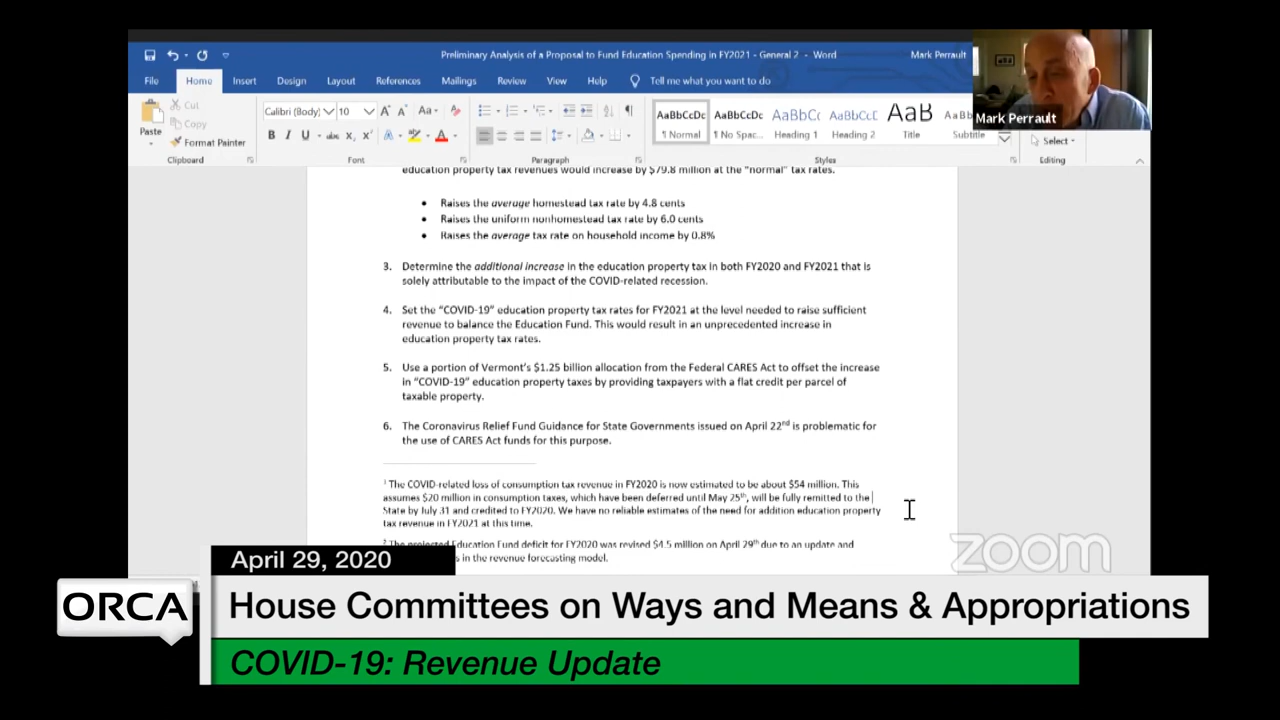 Preliminary Analysis of a Proposal to Fund Education Spending in FY2021 - General 2 - Word
Mark Perrault
File Home Insert Design Layout References Mailings Review View Help Tell me what you want to do
Paste
Cut
Copy
Format Painter
Clipboard
Calibri (Body) 10
Font
Paragraph
AaBbCcDc AaBbCcDc AaBbCc AaBbCcD AaB AaBb
¶ Normal ¶ No Spac... Heading 1 Heading 2 Title Subtitle
Styles
Select
Editing
Mark Perrault
education property tax revenues would increase by $79.8 million at the "normal" tax rates.
• Raises the average homestead tax rate by 4.8 cents
• Raises the uniform nonhomestead tax rate by 6.0 cents
• Raises the average tax rate on household income by 0.8%
3. Determine the additional increase in the education property tax in both FY2020 and FY2021 that is
solely attributable to the impact of the COVID-related recession.
4. Set the "COVID-19" education property tax rates for FY2021 at the level needed to raise sufficient
revenue to balance the Education Fund. This would result in an unprecedented increase in
education property tax rates.
5. Use a portion of Vermont's $1.25 billion allocation from the Federal CARES Act to offset the increase
in "COVID-19" education property taxes by providing taxpayers with a flat credit per parcel of
taxable property.
6. The Coronavirus Relief Fund Guidance for State Governments issued on April 22nd is problematic for
the use of CARES Act funds for this purpose.
1 The COVID-related loss of consumption tax revenue in FY2020 is now estimated to be about $54 million. This
assumes $20 million in consumption taxes, which have been deferred until May 25th, will be fully remitted to the
State by July 31 and credited to FY2020. We have no reliable estimates of the need for addition education property
tax revenue in FY2021 at this time.
2 The projected Education Fund deficit for FY2020 was revised $4.5 million on April 29th due to an update and
in the revenue forecasting model.
zoom
April 29, 2020
ORCA
House Committees on Ways and Means & Appropriations
COVID-19: Revenue Update